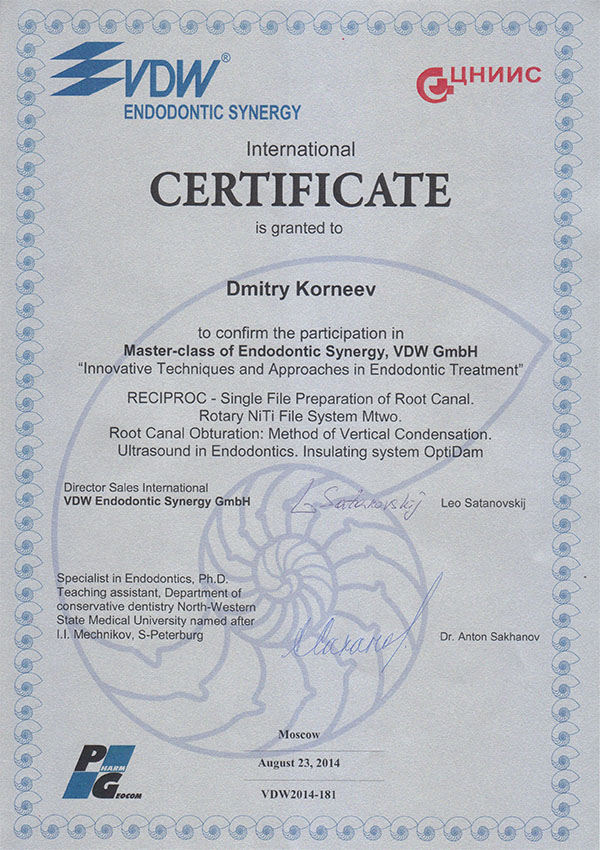 VDW®
ENDODONTIC SYNERGY
ЦНИИС
International
CERTIFICATE
is granted to
Dmitry Korneev
to confirm the participation in
Master-class of Endodontic Synergy, VDW GmbH
“Innovative Techniques and Approaches in Endodontic Treatment”
RECIPROC - Single File Preparation of Root Canal.
Rotary NiTi File System Mtwo.
Root Canal Obturation: Method of Vertical Condensation.
Ultrasound in Endodontics. Insulating system OptiDam
Director Sales International
VDW Endodontic Synergy GmbH
L. Satanovskij
Leo Satanovskij
Specialist in Endodontics, Ph.D.
Teaching assistant, Department of
conservative dentistry North-Western
State Medical University named after
I.I. Mechnikov, S-Peterburg
Dr. Anton Sakhanov
Moscow
August 23, 2014
VDW2014-181
PHARM
GEOCOM